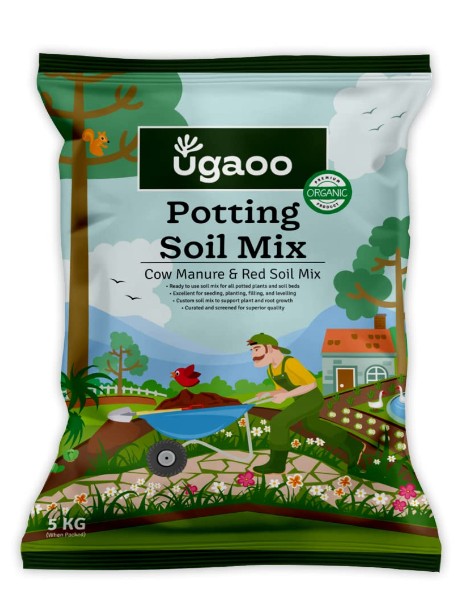 ugaoo
PREMIUM
ORGANIC
PRODUCT
Potting
Soil Mix
Cow Manure & Red Soil Mix
• Ready to use soil mix for all potted plants and soil beds
• Excellent for seeding, planting, filling, and levelling
• Custom soil mix to support plant and root growth
• Curated and screened for superior quality
5 KG
(When Packed)